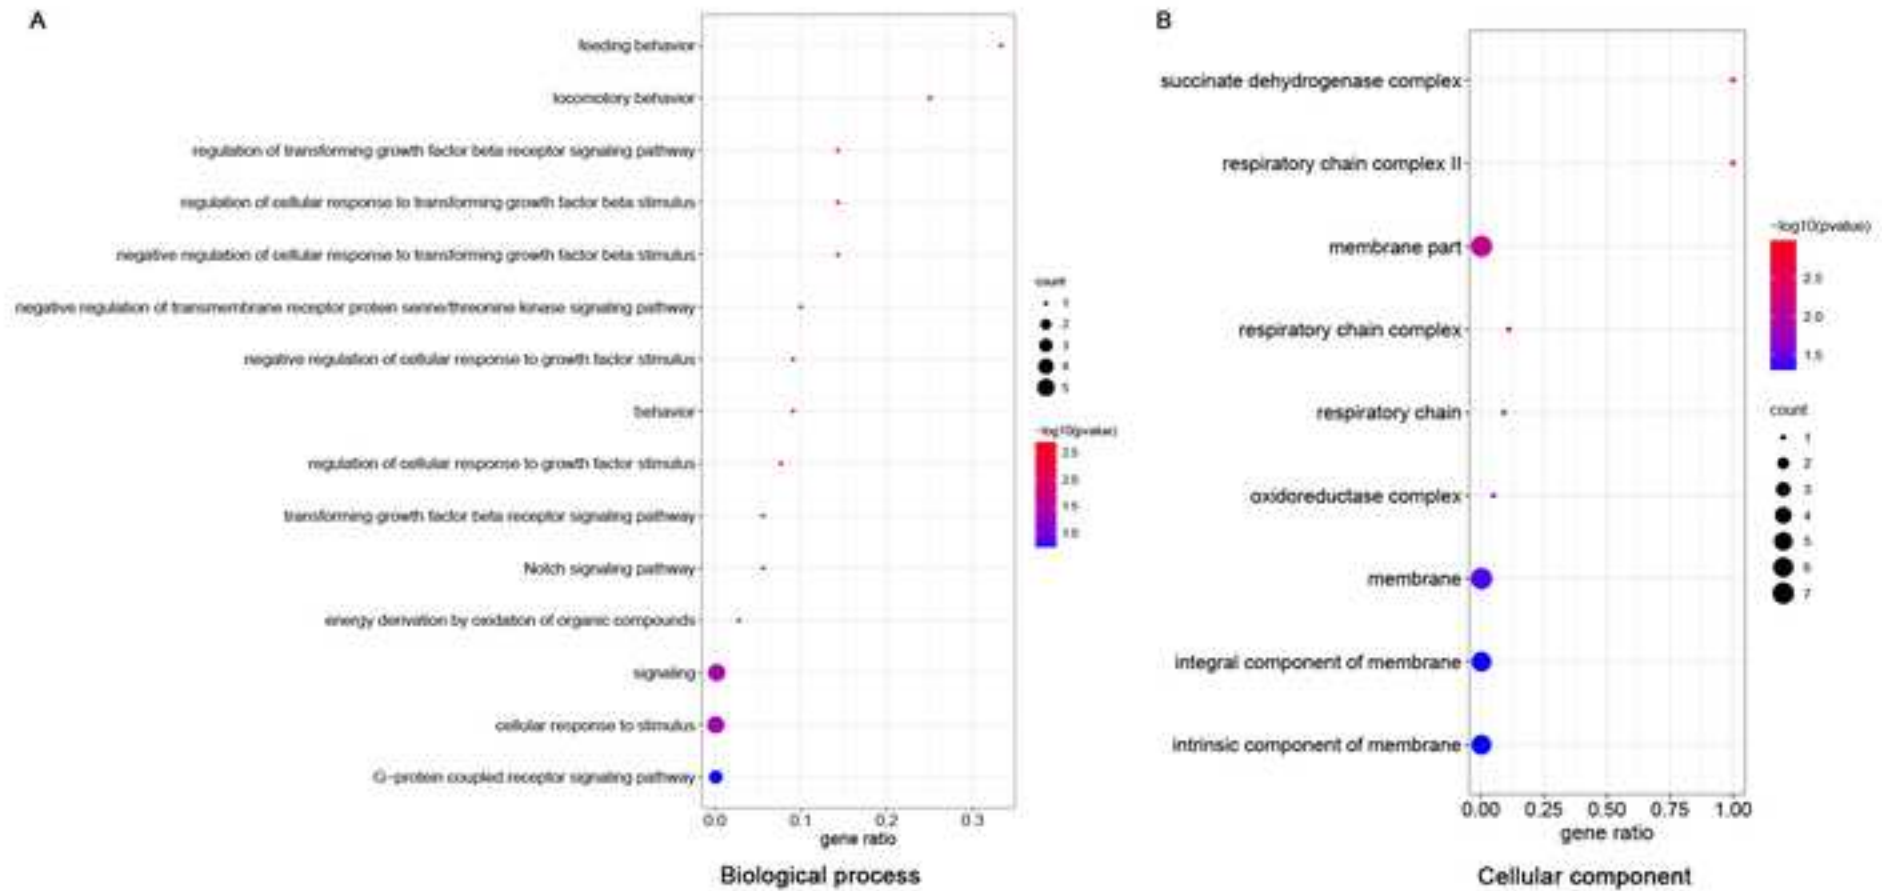 A
feeding behavior
locomotory behavior
regulation of transforming growth factor beta receptor signaling pathway
regulation of cellular response to transforming growth factor beta stimulus
negative regulation of cellular response to transforming growth factor beta stimulus
negative regulation of transmembrane receptor protein serine/threonine kinase signaling pathway
negative regulation of cellular response to growth factor stimulus
behavior
regulation of cellular response to growth factor stimulus
transforming growth factor beta receptor signaling pathway
Notch signaling pathway
energy derivation by oxidation of organic compounds
signaling
cellular response to stimulus
G-protein coupled receptor signaling pathway
0.0 0.1 0.2 0.3
gene ratio
Biological process
count
1
2
3
4
5
-log10(pvalue)
2.5
2.0
1.5
1.0
B
succinate dehydrogenase complex
respiratory chain complex II
membrane part
respiratory chain complex
respiratory chain
oxidoreductase complex
membrane
integral component of membrane
intrinsic component of membrane
0.00 0.25 0.50 0.75 1.00
gene ratio
Cellular component
-log10(pvalue)
2.5
2.0
1.5
count
1
2
3
4
5
6
7